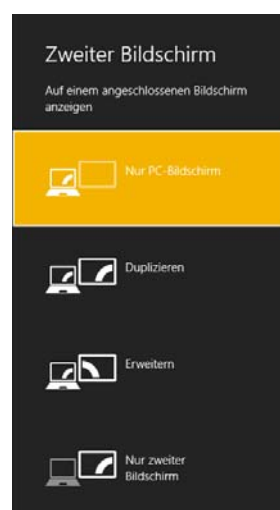 Zweiter Bildschirm
Auf einem angeschlossenen Bildschirm
anzeigen
Nur PC-Bildschirm
Duplizieren
Erweitern
Nur zweiter
Bildschirm